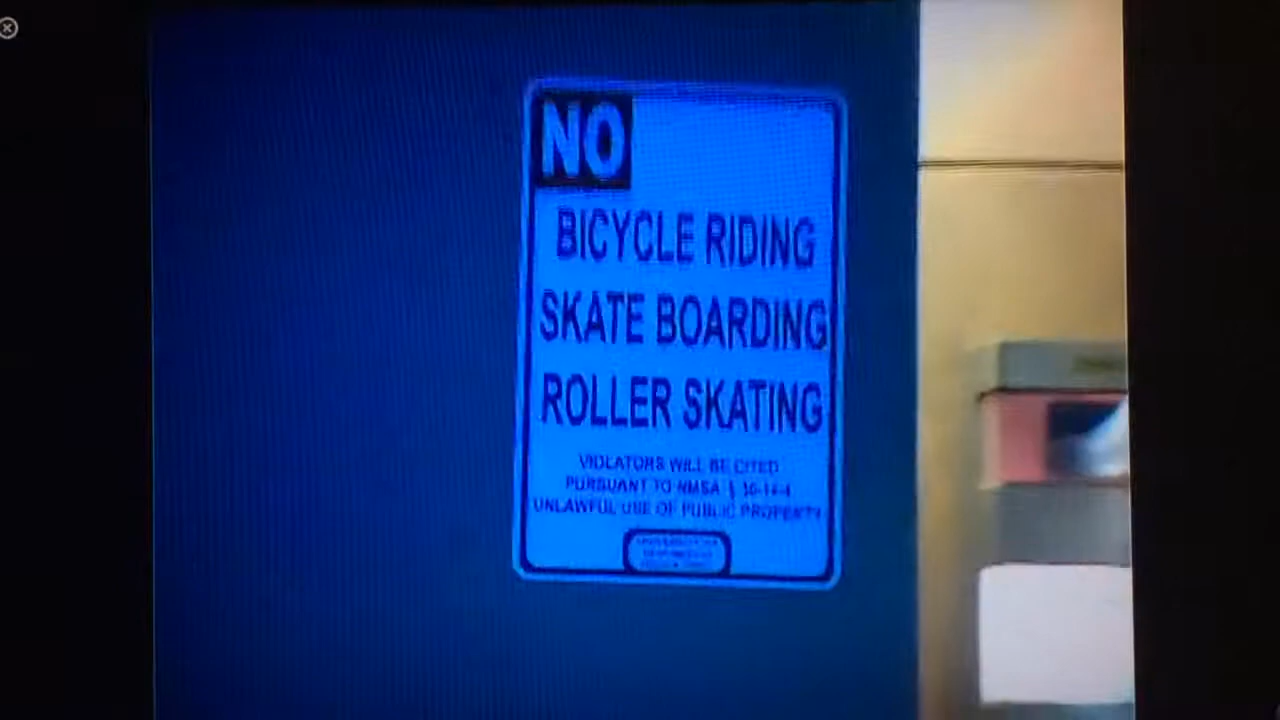 NO
BICYCLE RIDING
SKATE BOARDING
ROLLER SKATING
VIOLATORS WILL BE CITED
PURSUANT TO NMSA § 30-14-4
UNLAWFUL USE OF PUBLIC PROPERTY